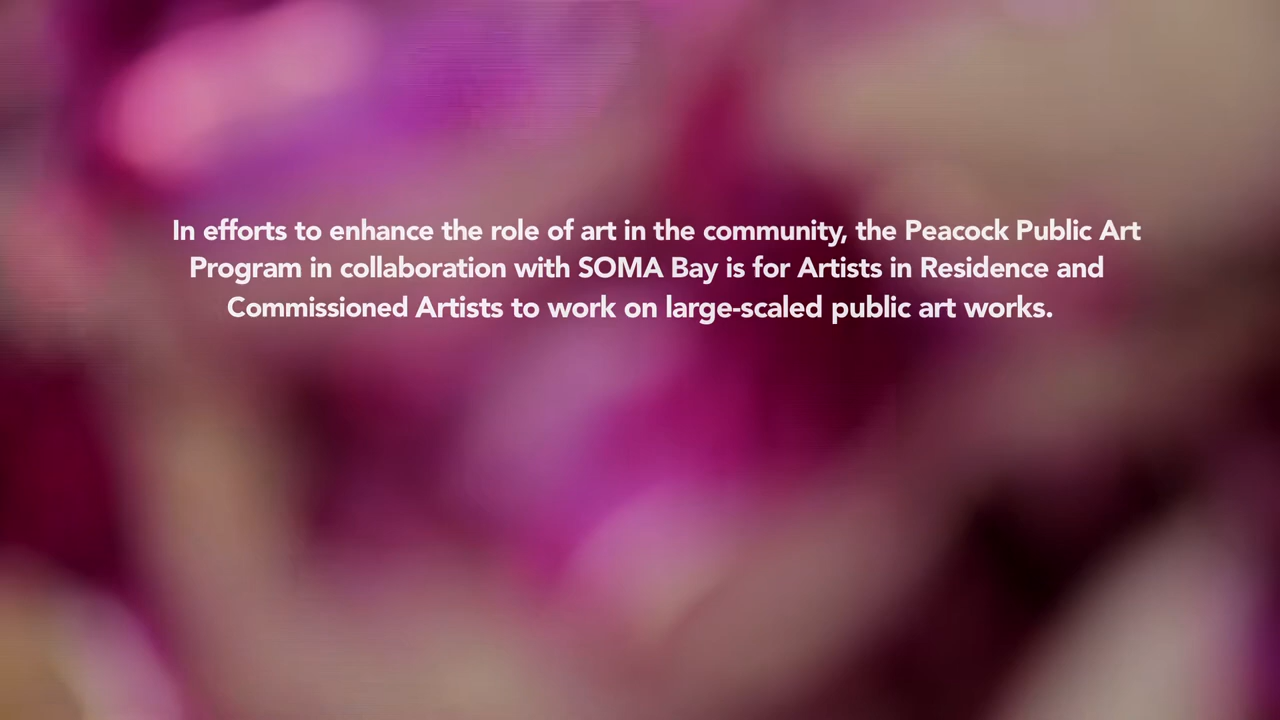 In efforts to enhance the role of art in the community, the Peacock Public Art
Program in collaboration with SOMA Bay is for Artists in Residence and
Commissioned Artists to work on large-scaled public art works.